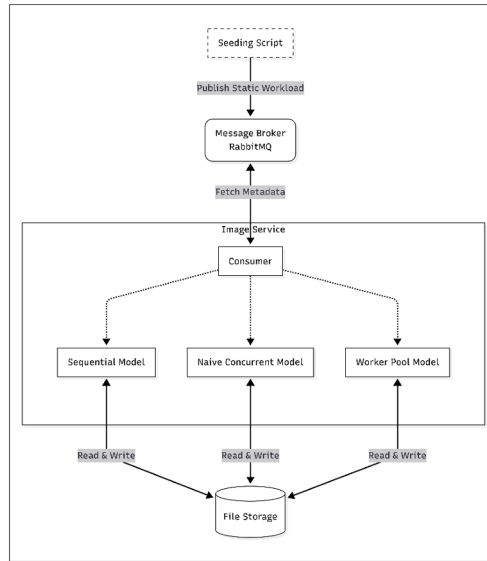 Seeding Script
Publish Static Workload
Message Broker
RabbitMQ
Fetch Metadata
Image Service
Consumer
Sequential Model
Naive Concurrent Model
Worker Pool Model
Read & Write
Read & Write
Read & Write
File Storage